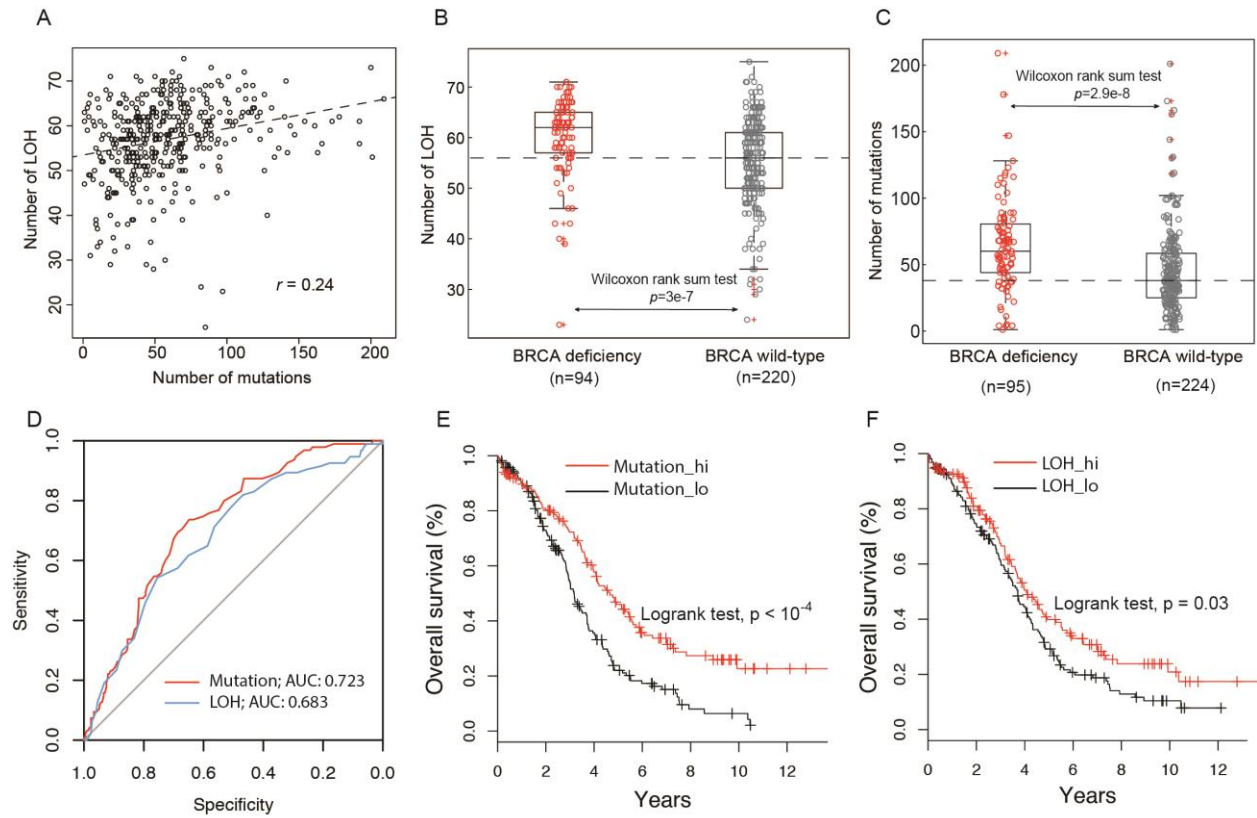 A
Number of LOH
70
60
50
40
30
20
r = 0.24
0 50 100 150 200
Number of mutations
B
Number of LOH
70
60
50
40
30
Wilcoxon rank sum test
p=3e-7
BRCA deficiency BRCA wild-type
(n=94) (n=220)
C
Number of mutations
200
150
100
50
0
Wilcoxon rank sum test
p=2.9e-8
BRCA deficiency BRCA wild-type
(n=95) (n=224)
D
Sensitivity
1.0
0.8
0.6
0.4
0.2
0.0
Mutation; AUC: 0.723
LOH; AUC: 0.683
1.0 0.8 0.6 0.4 0.2 0.0
Specificity
E
Overall survival (%)
1.0
0.8
0.6
0.4
0.2
0.0
Mutation_hi
Mutation_lo
Logrank test, p < 10-4
0 2 4 6 8 10 12
Years
F
Overall survival (%)
1.0
0.8
0.6
0.4
0.2
0.0
LOH_hi
LOH_lo
Logrank test, p = 0.03
0 2 4 6 8 10 12
Years